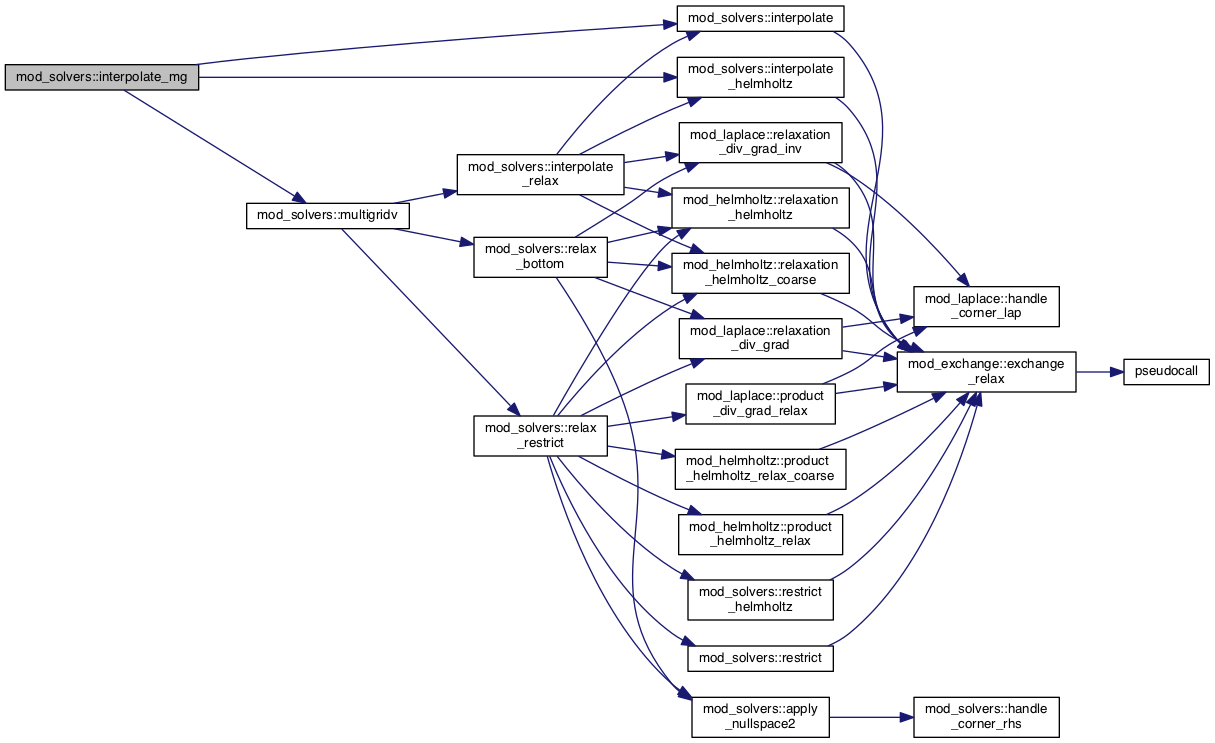 mod_solvers::interpolate_mg
mod_solvers::multigridv
mod_solvers::interpolate
_relax
mod_solvers::relax
_bottom
mod_solvers::relax
_restrict
mod_solvers::interpolate
mod_solvers::interpolate
_helmholtz
mod_laplace::relaxation
_div_grad_inv
mod_helmholtz::relaxation
_helmholtz
mod_helmholtz::relaxation
_helmholtz_coarse
mod_laplace::relaxation
_div_grad
mod_laplace::product
_div_grad_relax
mod_helmholtz::product
_helmholtz_relax_coarse
mod_helmholtz::product
_helmholtz_relax
mod_solvers::restrict
_helmholtz
mod_solvers::restrict
mod_solvers::apply
_nullspace2
mod_laplace::handle
_corner_lap
mod_exchange::exchange
_relax
mod_solvers::handle
_corner_rhs
pseudocall